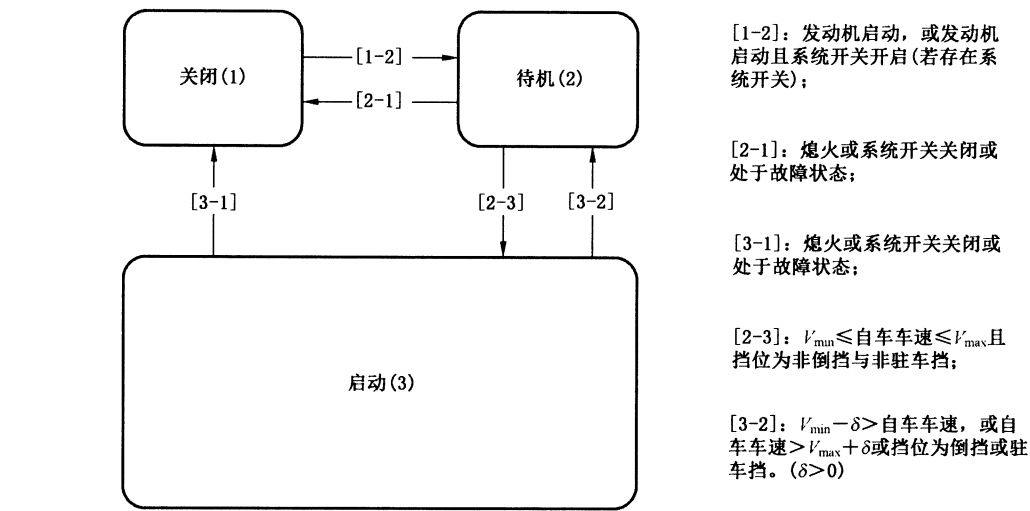 关闭(1)
[1-2]
待机(2)
[2-1]
[3-1]
[2-3]
[3-2]
启动(3)
[1-2]：发动机启动，或发动机
启动且系统开关开启(若存在系
统开关)；
[2-1]：熄火或系统开关关闭或
处于故障状态；
[3-1]：熄火或系统开关关闭或
处于故障状态；
[2-3]：Vmin≤自车车速≤Vmax且
挡位为非倒挡与非驻车挡；
[3-2]：Vmin－δ＞自车车速，或自
车车速＞Vmax＋δ或挡位为倒挡或驻
车挡。(δ＞0)